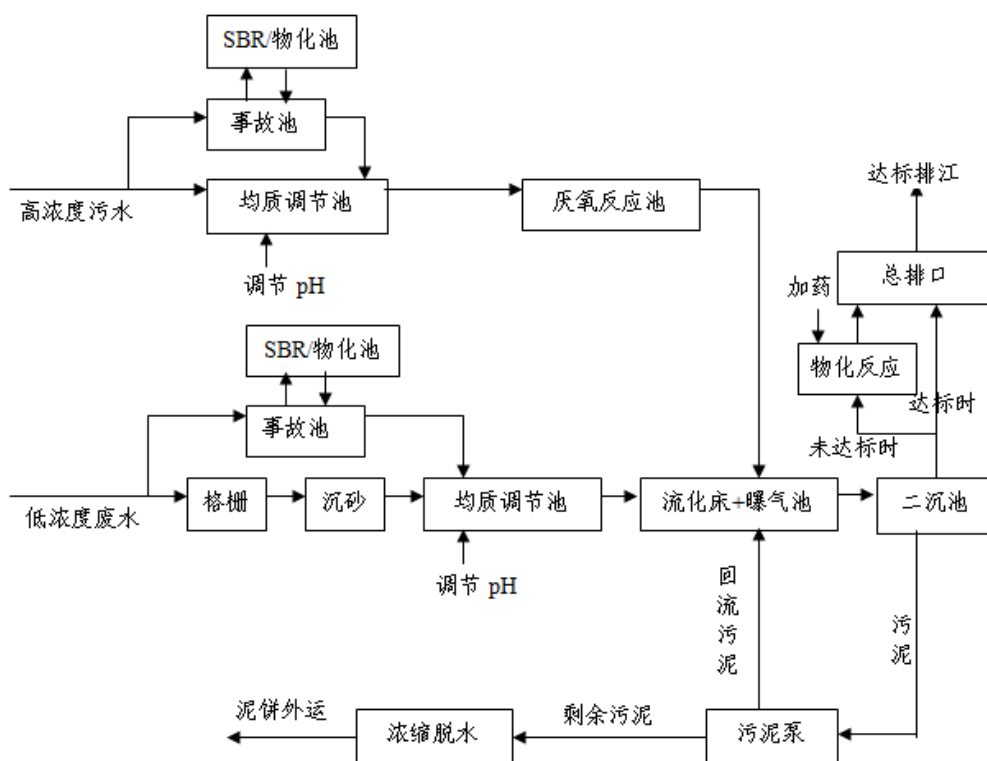 SBR/物化池
事故池
高浓度污水
均质调节池
厌氧反应池
调节 pH
达标排江
总排口
加药
物化反应
达标时
未达标时
SBR/物化池
事故池
低浓度废水
格栅
沉砂
均质调节池
流化床+曝气池
二沉池
调节 pH
回流污泥
污泥
泥饼外运
浓缩脱水
剩余污泥
污泥泵